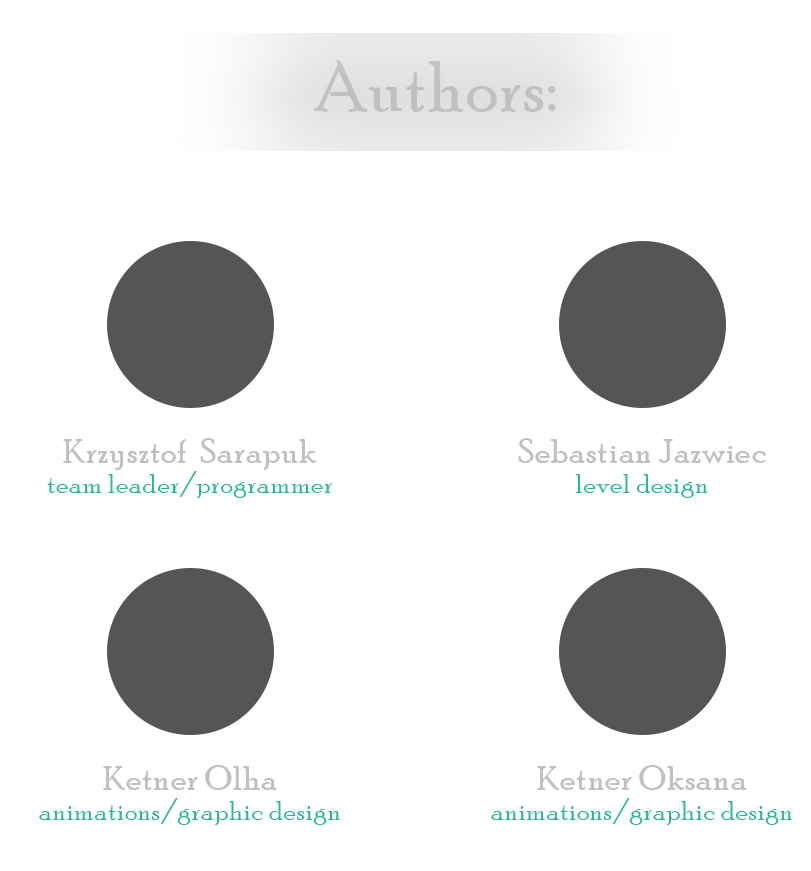 Authors:
Krzysztof Sarapuk
team leader/programmer
Sebastian Jazwiec
level design
Ketner Olha
animations/graphic design
Ketner Oksana
animations/graphic design